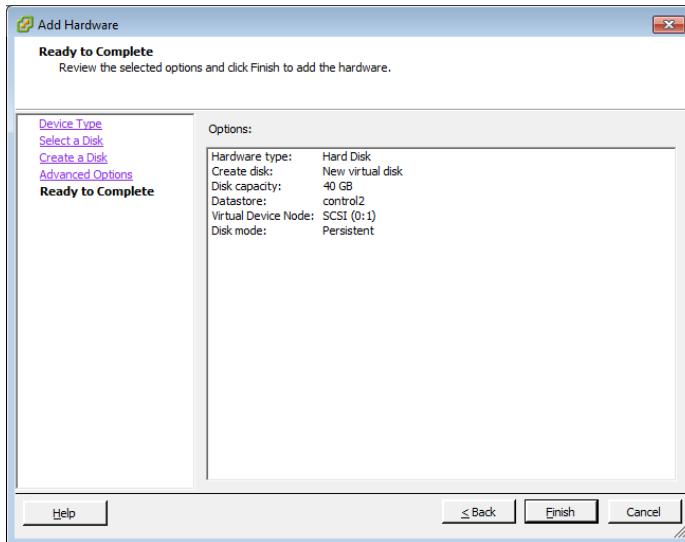 Add Hardware
Ready to Complete
Review the selected options and click Finish to add the hardware.
Device Type
Select a Disk
Create a Disk
Advanced Options
Ready to Complete
Options:
Hardware type: Hard Disk
Create disk: New virtual disk
Disk capacity: 40 GB
Datastore: control2
Virtual Device Node: SCSI (0:1)
Disk mode: Persistent
Help
< Back
Finish
Cancel